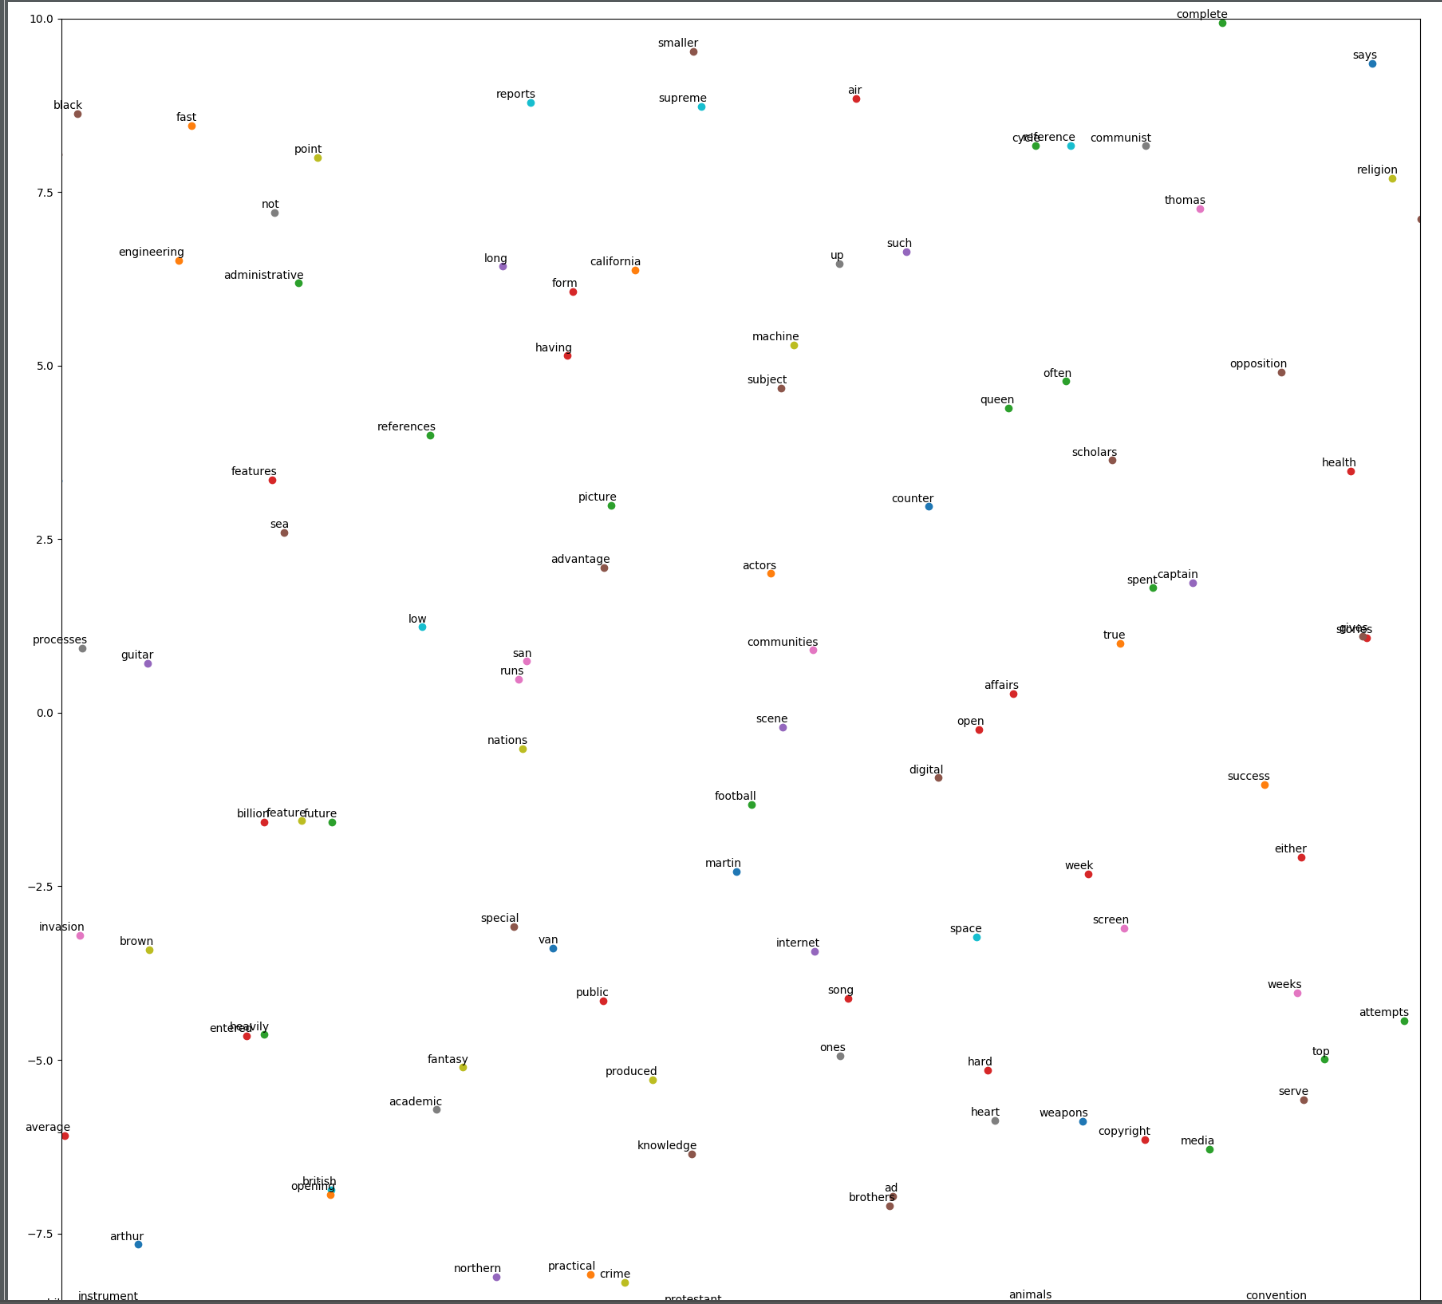 complete
10.0
smaller
says
reports
supreme
air
black
fast
cycle
reference
communist
point
religion
7.5
thomas
not
such
engineering
long
california
up
administrative
form
machine
having
5.0
opposition
subject
often
queen
references
scholars
features
health
picture
counter
sea
2.5
advantage
actors
spent
captain
low
gives
stories
processes
true
communities
guitar
san
runs
affairs
0.0
scene
open
nations
digital
success
football
billion
feature
future
either
martin
week
−2.5
special
screen
invasion
space
brown
van
internet
weeks
public
song
attempts
entered
heavily
ones
top
−5.0
fantasy
hard
produced
serve
academic
heart
weapons
average
copyright
media
knowledge
british
opening
ad
brothers
−7.5
arthur
northern
practical
crime
instrument
protestant
animals
convention